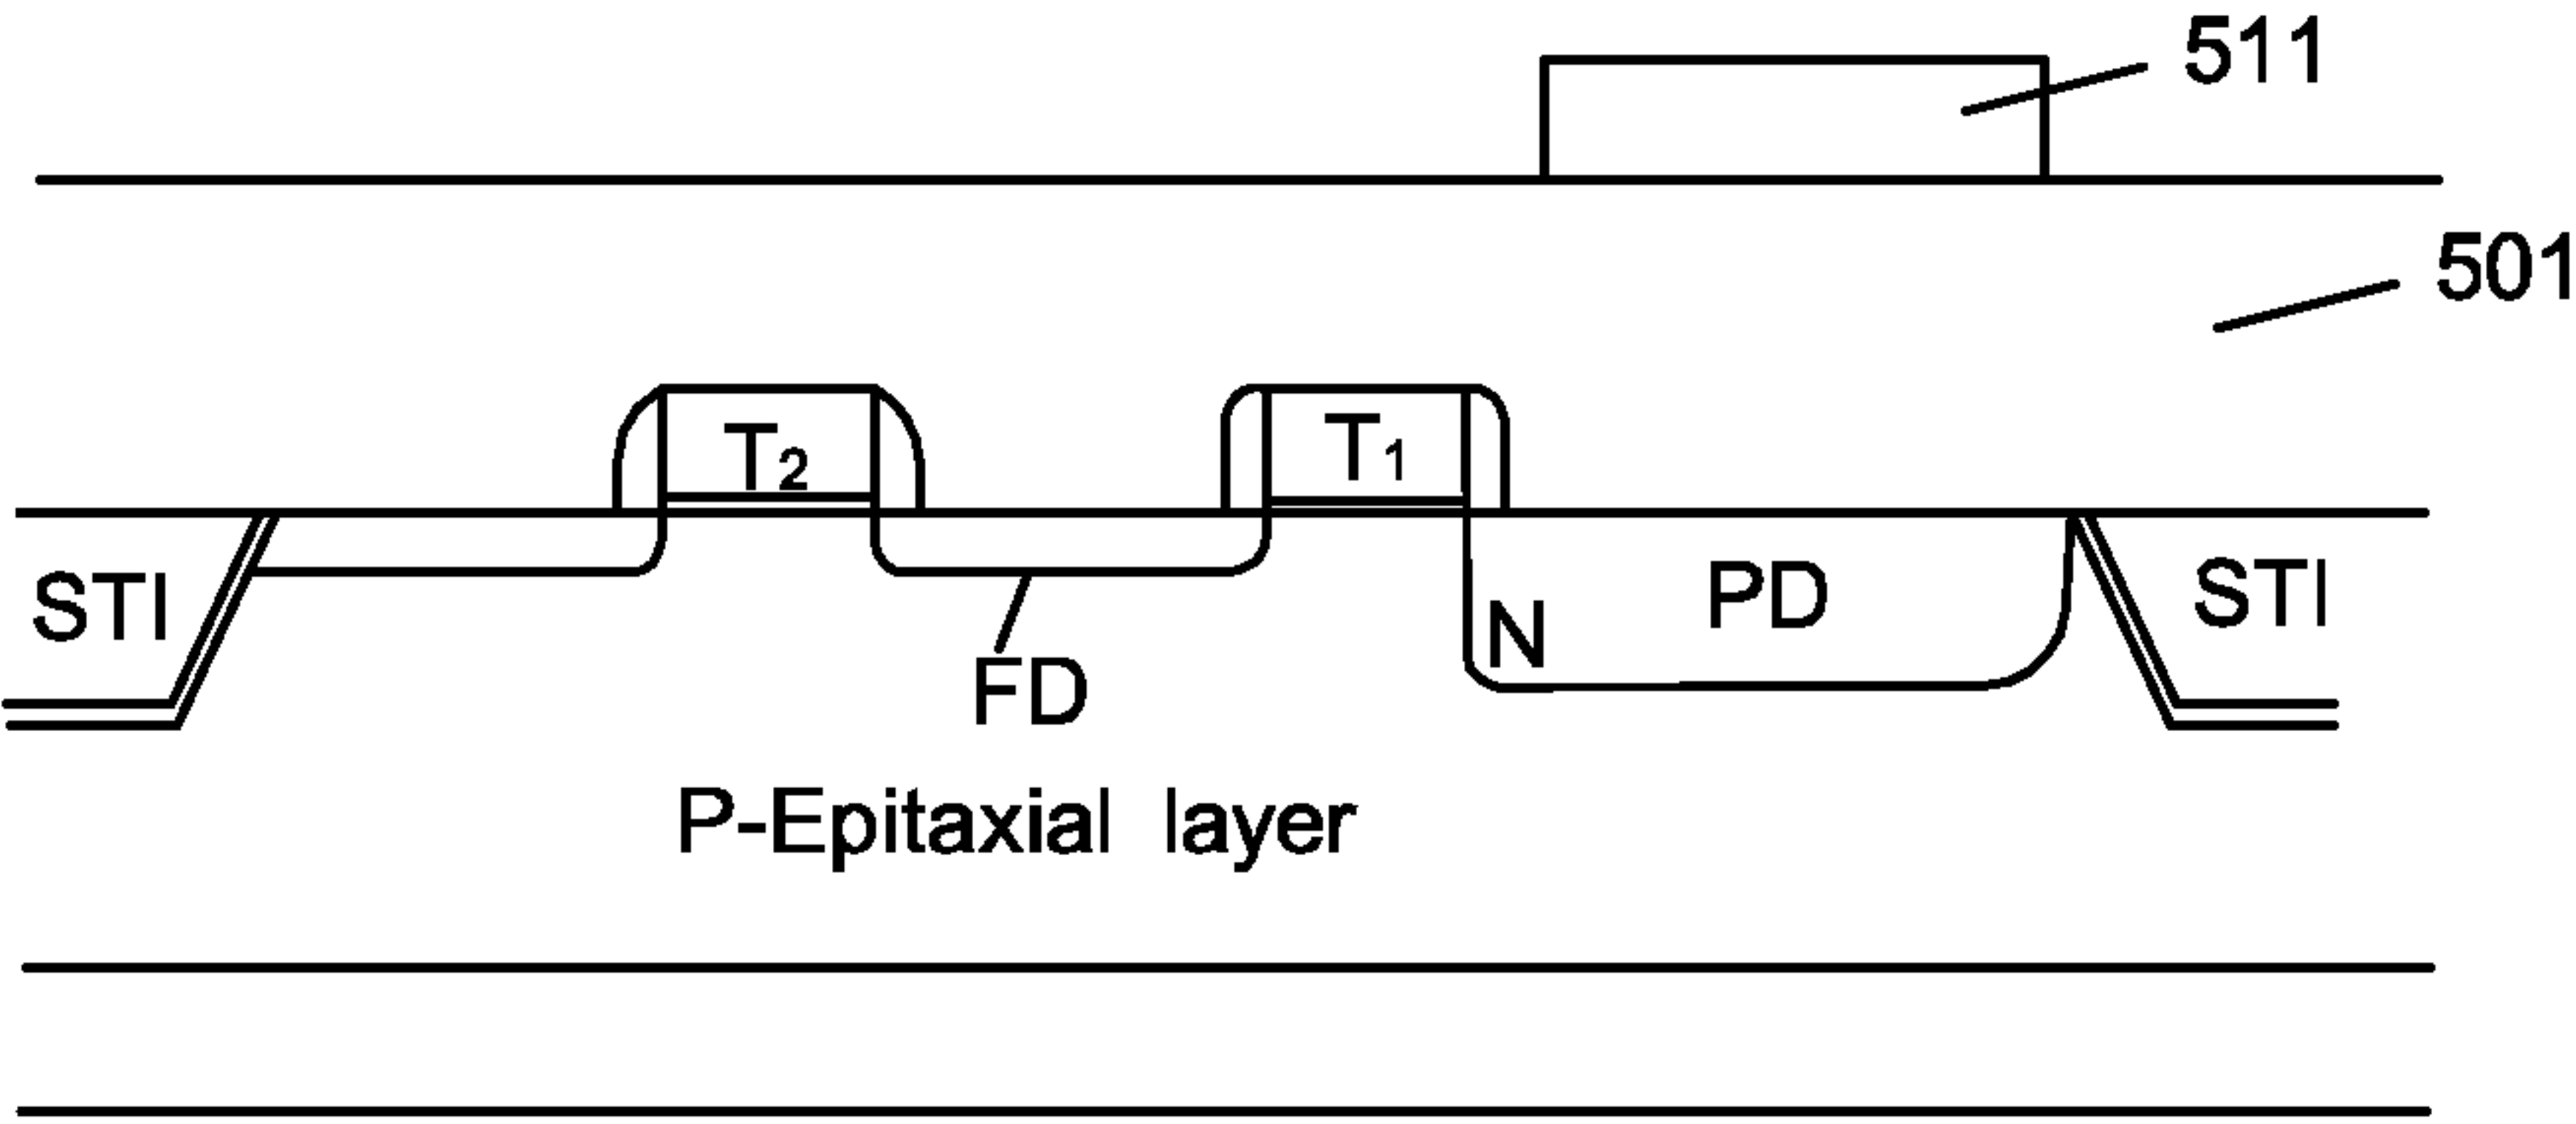 511
501
T2 T1
STI N PD STI
FD
P-Epitaxial layer